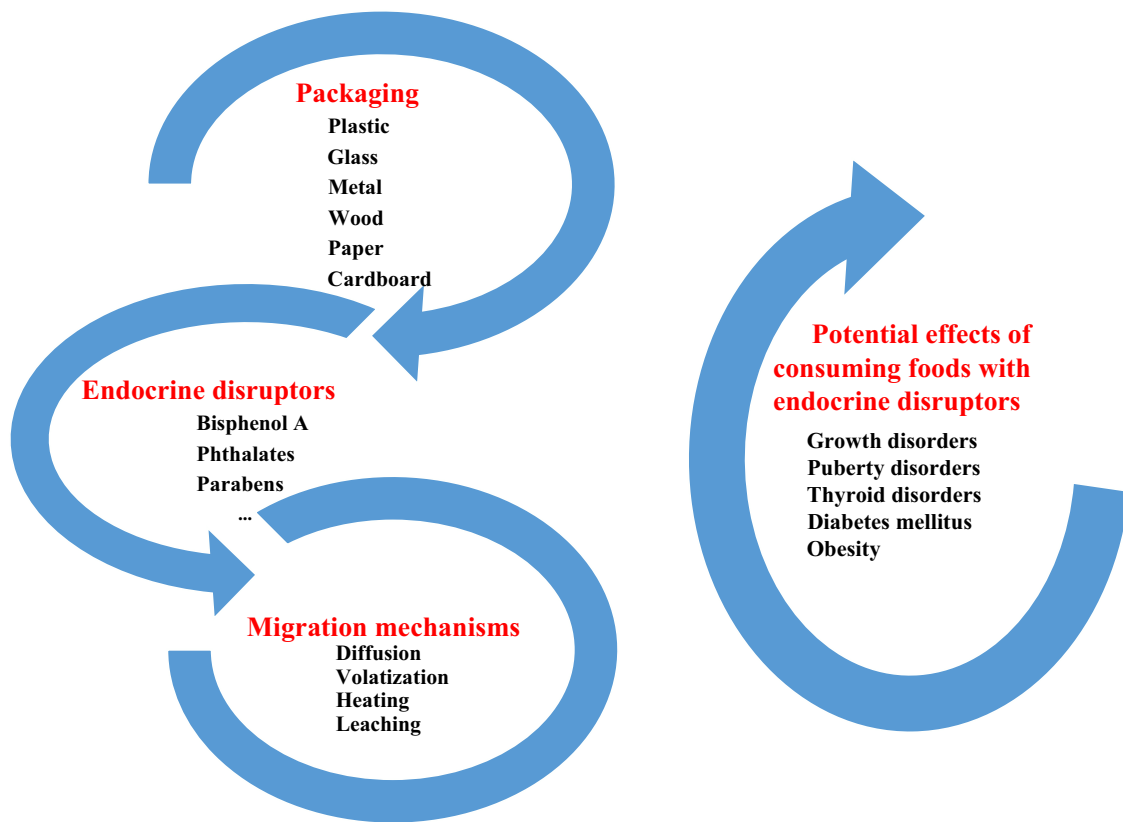 Packaging
Plastic
Glass
Metal
Wood
Paper
Cardboard
Endocrine disruptors
Bisphenol A
Phthalates
Parabens
...
Migration mechanisms
Diffusion
Volatization
Heating
Leaching
Potential effects of
consuming foods with
endocrine disruptors
Growth disorders
Puberty disorders
Thyroid disorders
Diabetes mellitus
Obesity